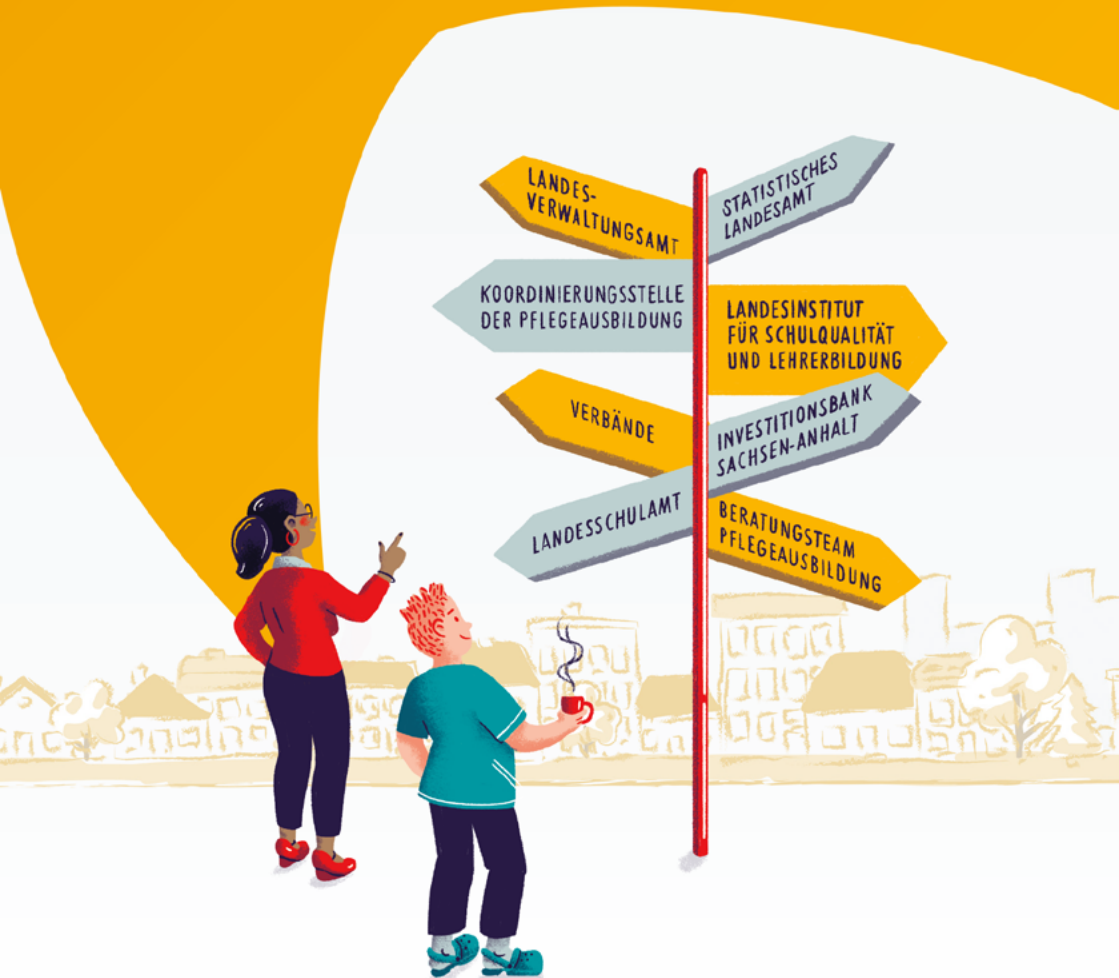 LANDES-
VERWALTUNGSAMT
STATISTISCHES
LANDESAMT
KOORDINIERUNGSSTELLE
DER PFLEGEAUSBILDUNG
LANDESINSTITUT
FÜR SCHULQUALITÄT
UND LEHRERBILDUNG
VERBÄNDE
INVESTITIONSBANK
SACHSEN-ANHALT
LANDESSCHULAMT
BERATUNGSTEAM
PFLEGEAUSBILDUNG